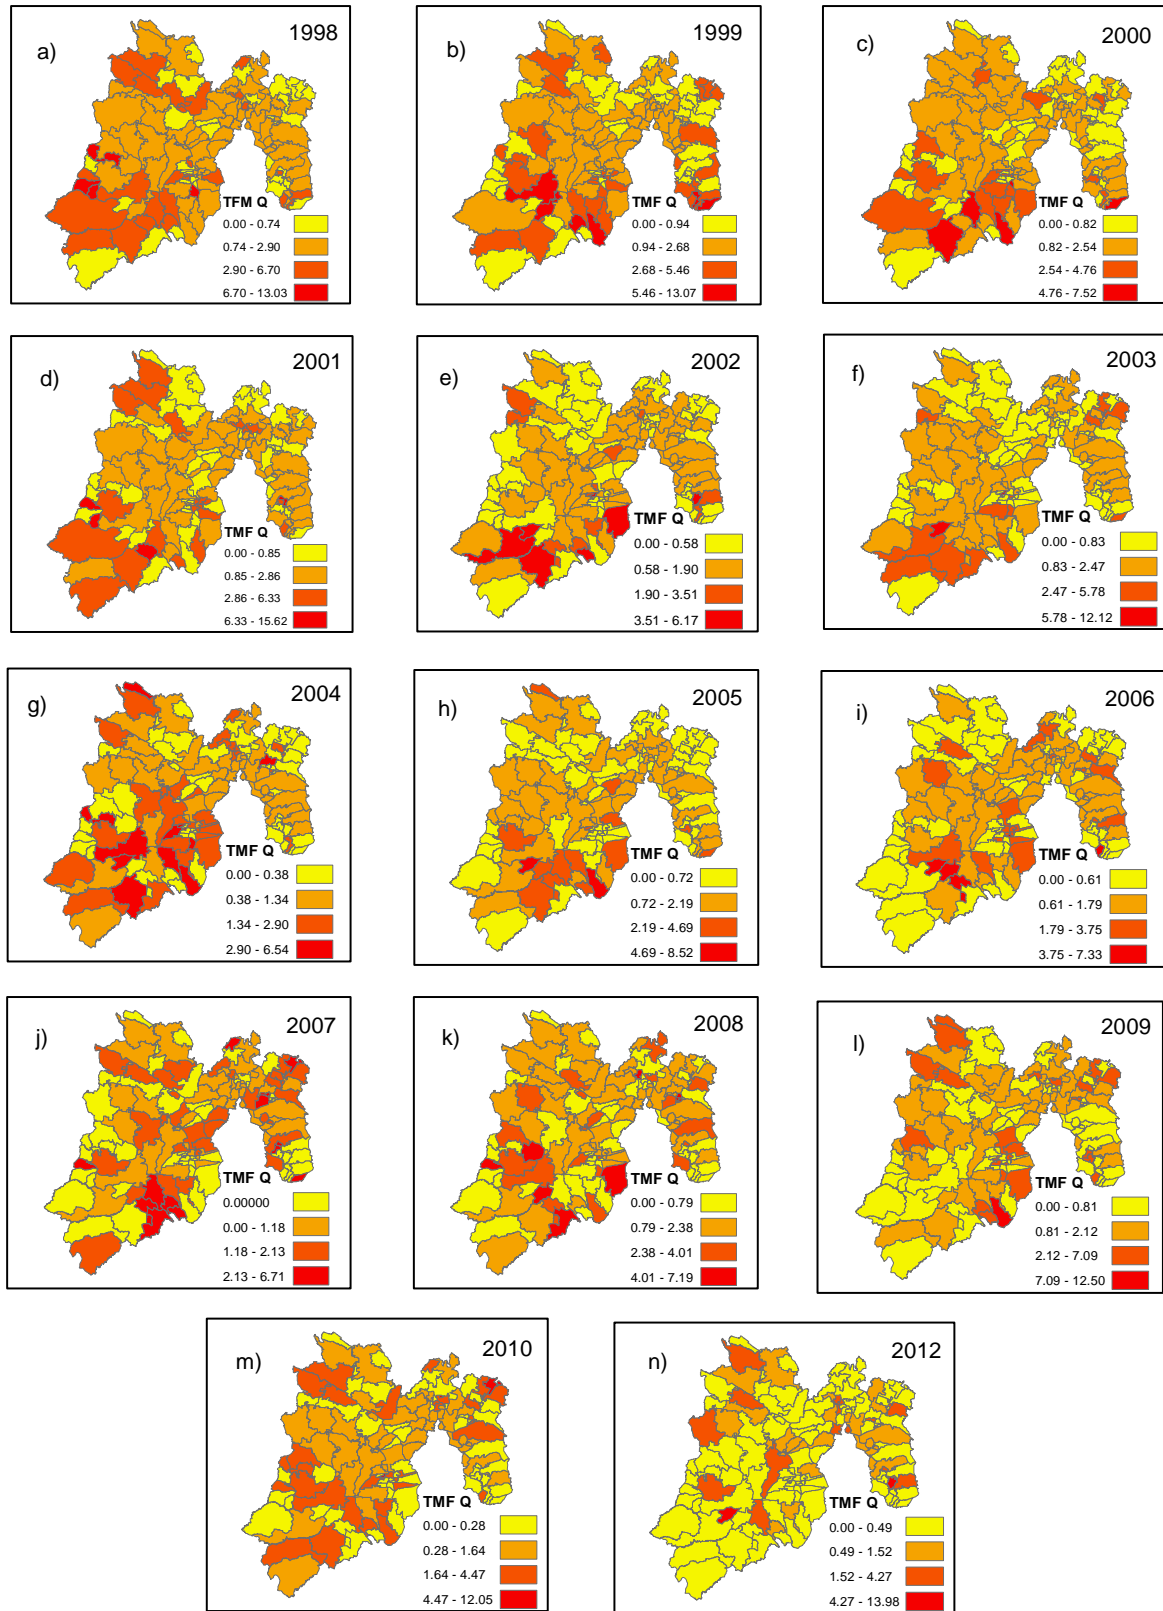 a)
1998
TFM Q
0.00 - 0.74
0.74 - 2.90
2.90 - 6.70
6.70 - 13.03
b)
1999
TMF Q
0.00 - 0.94
0.94 - 2.68
2.68 - 5.46
5.46 - 13.07
c)
2000
TMF Q
0.00 - 0.82
0.82 - 2.54
2.54 - 4.76
4.76 - 7.52
d)
2001
TMF Q
0.00 - 0.85
0.85 - 2.86
2.86 - 6.33
6.33 - 15.62
e)
2002
TMF Q
0.00 - 0.58
0.58 - 1.90
1.90 - 3.51
3.51 - 6.17
f)
2003
TMF Q
0.00 - 0.83
0.83 - 2.47
2.47 - 5.78
5.78 - 12.12
g)
2004
TMF Q
0.00 - 0.38
0.38 - 1.34
1.34 - 2.90
2.90 - 6.54
h)
2005
TMF Q
0.00 - 0.72
0.72 - 2.19
2.19 - 4.69
4.69 - 8.52
i)
2006
TMF Q
0.00 - 0.61
0.61 - 1.79
1.79 - 3.75
3.75 - 7.33
j)
2007
TMF Q
0.00000
0.00 - 1.18
1.18 - 2.13
2.13 - 6.71
k)
2008
TMF Q
0.00 - 0.79
0.79 - 2.38
2.38 - 4.01
4.01 - 7.19
l)
2009
TMF Q
0.00 - 0.81
0.81 - 2.12
2.12 - 7.09
7.09 - 12.50
m)
2010
TMF Q
0.00 - 0.28
0.28 - 1.64
1.64 - 4.47
4.47 - 12.05
n)
2012
TMF Q
0.00 - 0.49
0.49 - 1.52
1.52 - 4.27
4.27 - 13.98